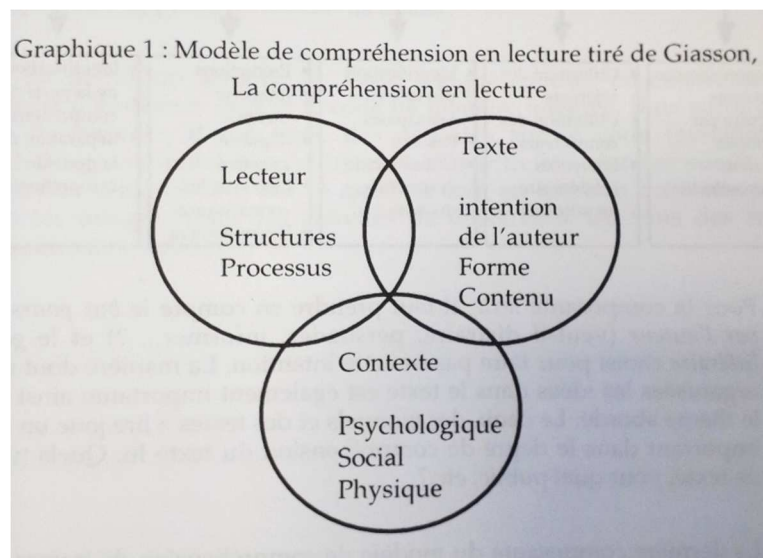 Graphique 1 : Modèle de compréhension en lecture tiré de Giasson,
La compréhension en lecture
Lecteur
Structures
Processus
Texte
intention
de l'auteur
Forme
Contenu
Contexte
Psychologique
Social
Physique